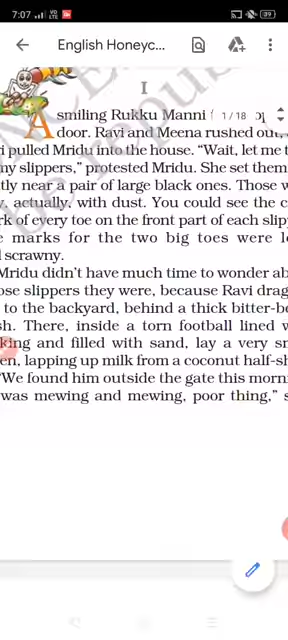 7:07
39
English Honeyc...
I
1 / 18
A smiling Rukku Manni
door. Ravi and Meena rushed out,
pulled Mridu into the house. "Wait, let me t
ny slippers," protested Mridu. She set them
tly near a pair of large black ones. Those w
y, actually, with dust. You could see the c
rk of every toe on the front part of each slipp
e marks for the two big toes were lo
l scrawny.
Mridu didn't have much time to wonder ab
ose slippers they were, because Ravi drag
to the backyard, behind a thick bitter-be
sh. There, inside a torn football lined w
king and filled with sand, lay a very sm
en, lapping up milk from a coconut half-sh
"We found him outside the gate this morni
was mewing and mewing, poor thing," s